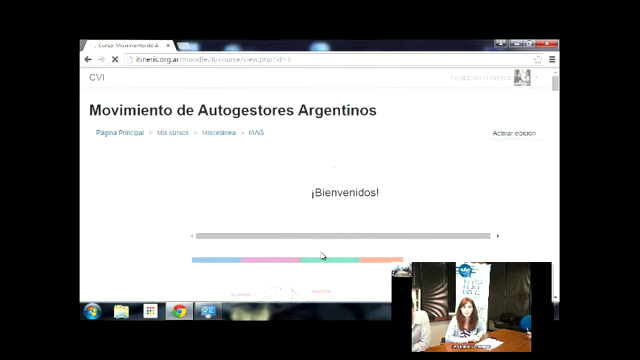 Curso: Movimiento de A
itineris.org.ar/moodle28/course/view.php?id=5
CVI
Fundación ITINERIS
Movimiento de Autogestores Argentinos
Página Principal Mis cursos Miscelánea MAG
Activar edición
¡Bienvenidos!